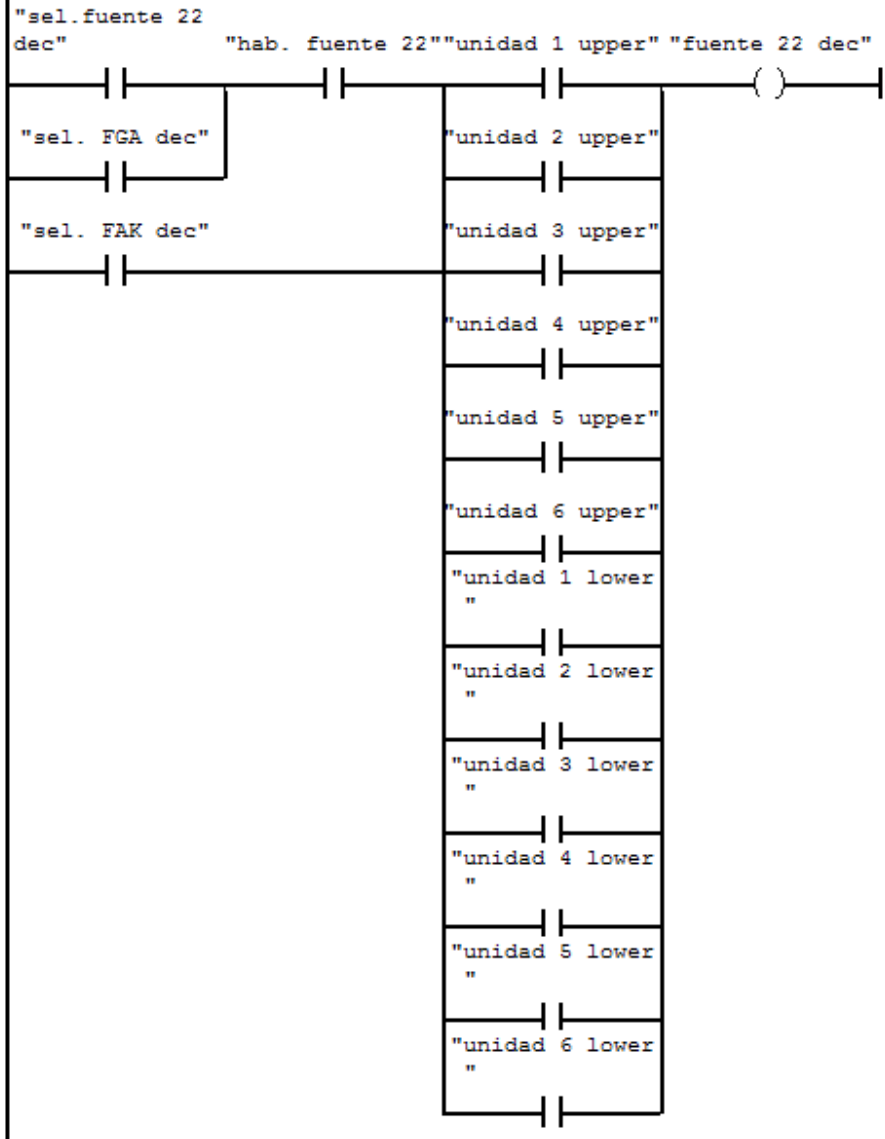 "sel.fuente 22
dec" "hab. fuente 22" "unidad 1 upper" "fuente 22 dec"
"sel. FGA dec" "unidad 2 upper"
"sel. FAK dec" "unidad 3 upper"
"unidad 4 upper"
"unidad 5 upper"
"unidad 6 upper"
"unidad 1 lower
"
"unidad 2 lower
"
"unidad 3 lower
"
"unidad 4 lower
"
"unidad 5 lower
"
"unidad 6 lower
"